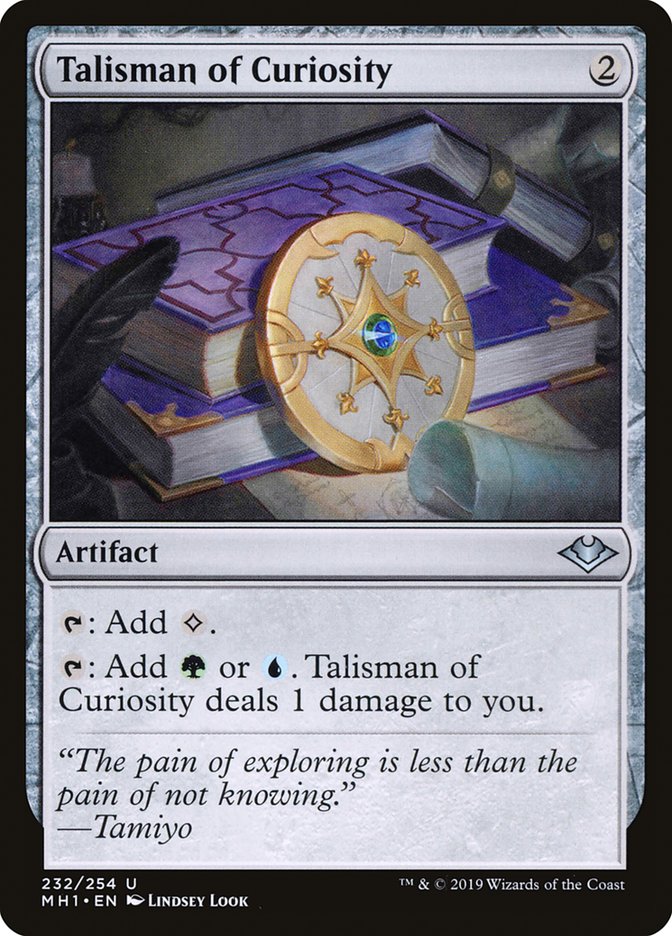 Talisman of Curiosity 2
Artifact
: Add .
: Add or . Talisman of
Curiosity deals 1 damage to you.
“The pain of exploring is less than the
pain of not knowing.”
—Tamiyo
232/254 U
MH1 • EN Lindsey Look
™ & © 2019 Wizards of the Coast